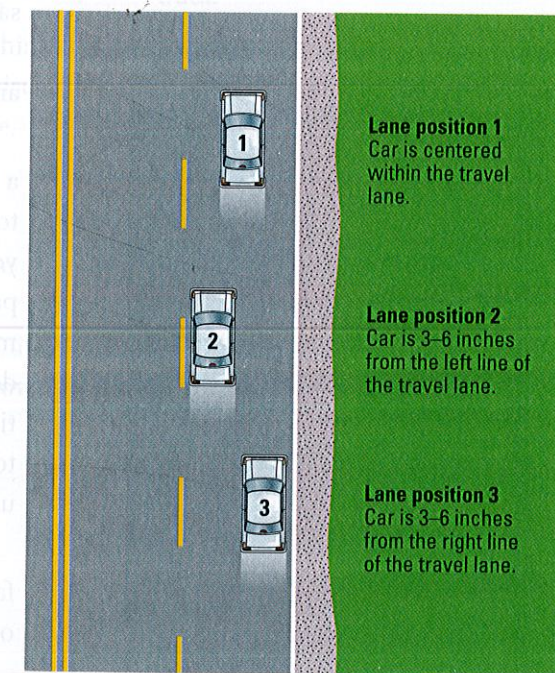 1
Lane position 1
Car is centered
within the travel
lane.
2
Lane position 2
Car is 3–6 inches
from the left line of
the travel lane.
3
Lane position 3
Car is 3–6 inches
from the right line
of the travel lane.